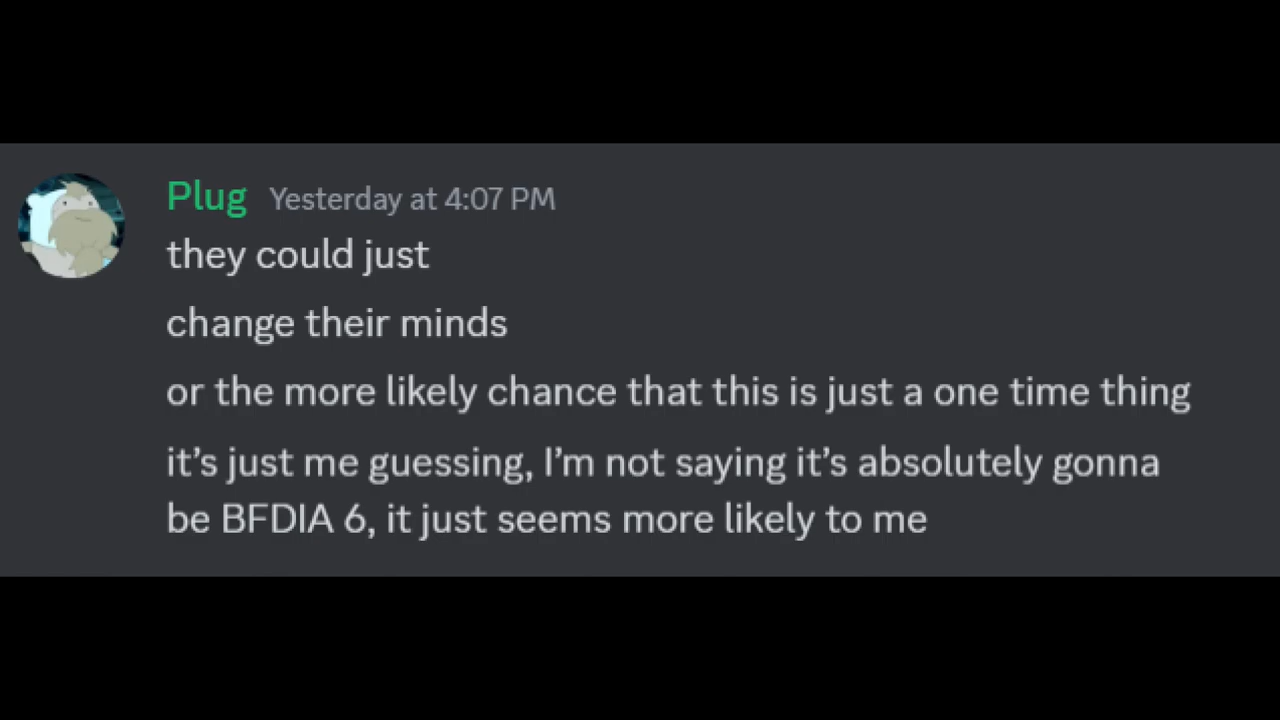 Plug Yesterday at 4:07 PM
they could just
change their minds
or the more likely chance that this is just a one time thing
it’s just me guessing, I’m not saying it’s absolutely gonna
be BFDIA 6, it just seems more likely to me